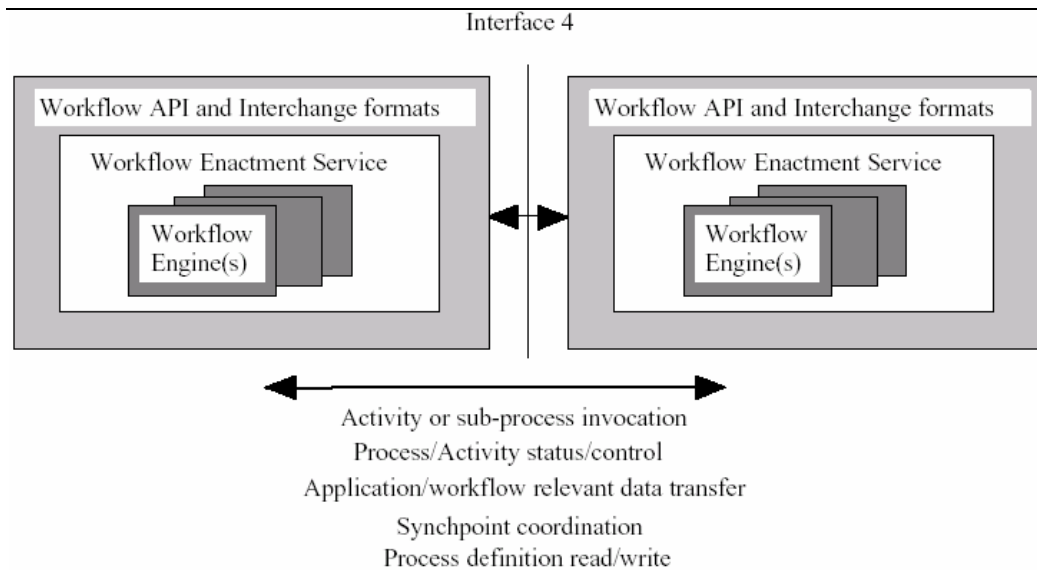 Interface 4
Workflow API and Interchange formats
Workflow Enactment Service
Workflow
Engine(s)
Workflow API and Interchange formats
Workflow Enactment Service
Workflow
Engine(s)
Activity or sub-process invocation
Process/Activity status/control
Application/workflow relevant data transfer
Synchpoint coordination
Process definition read/write